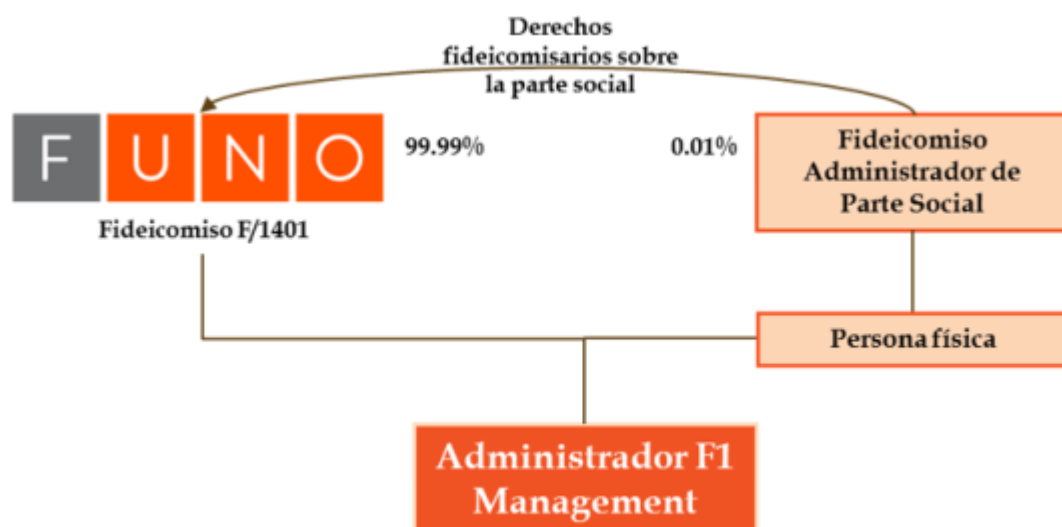 Derechos
fideicomisarios sobre
la parte social
FUNO
99.99%
0.01%
Fideicomiso
Administrador de
Parte Social
Fideicomiso F/1401
Persona física
Administrador F1
Management